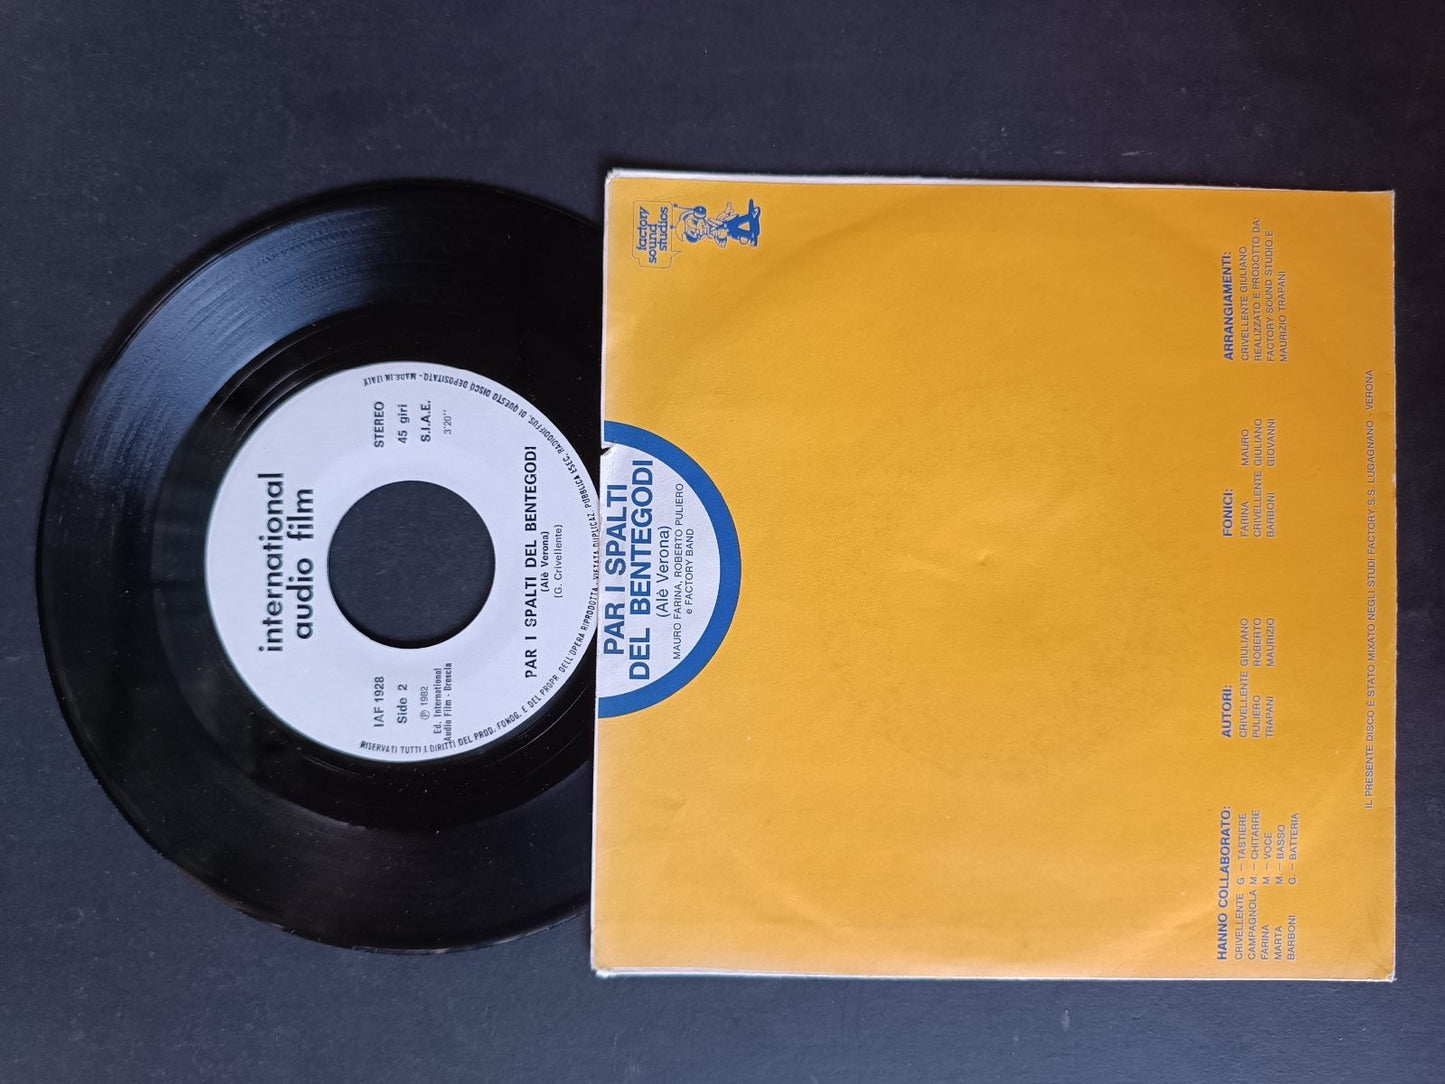 international
audio film
STEREO
45 giri
S.I.A.E.
3'20"
IAF 1928
Side 2
℗ 1982
Ed. International
Audio Film - Brescia
PAR I SPALTI DEL BENTEGODI
(Alè Verona)
(G. Crivellente)
RISERVATI TUTTI I DIRITTI DEL PROD. FONOG. E DEL PROPR. DELL'OPERA RIPRODOTTA - VIETATA DUPLICAZ. PUBBLICA ESEC. RADIODIFFUS. DI QUESTO DISCO DEPOSITATO - MADE IN ITALY
PAR I SPALTI
DEL BENTEGODI
(Alè Verona)
MAURO FARINA, ROBERTO PULIERO
e FACTORY BAND
factory
sound
studios
HANNO COLLABORATO:
CRIVELLENTE G. – TASTIERE
CAMPAGNOLA M – CHITARRE
FARINA M – VOCE
MARTA M. – BASSO
BARBONI G. – BATTERIA
AUTORI:
CRIVELLENTE GIULIANO
PULIERO ROBERTO
TRAPANI MAURIZIO
FONICI:
FARINA MAURO
CRIVELLENTE GIULIANO
BARBONI GIOVANNI
ARRANGIAMENTI:
CRIVELLENTE GIULIANO
REALIZZATO E PRODOTTO DA:
FACTORY SOUND STUDIO E
MAURIZIO TRAPANI
IL PRESENTE DISCO È STATO MIXATO NEGLI STUDI FACTORY S.S. LUGAGNANO - VERONA